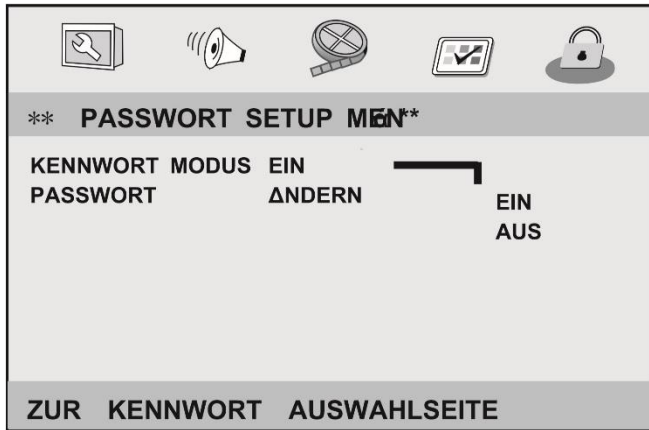 ** PASSWORT SETUP MEN**
KENNWORT MODUS EIN
PASSWORT ΔNDERN
EIN
AUS
ZUR KENNWORT AUSWAHLSEITE